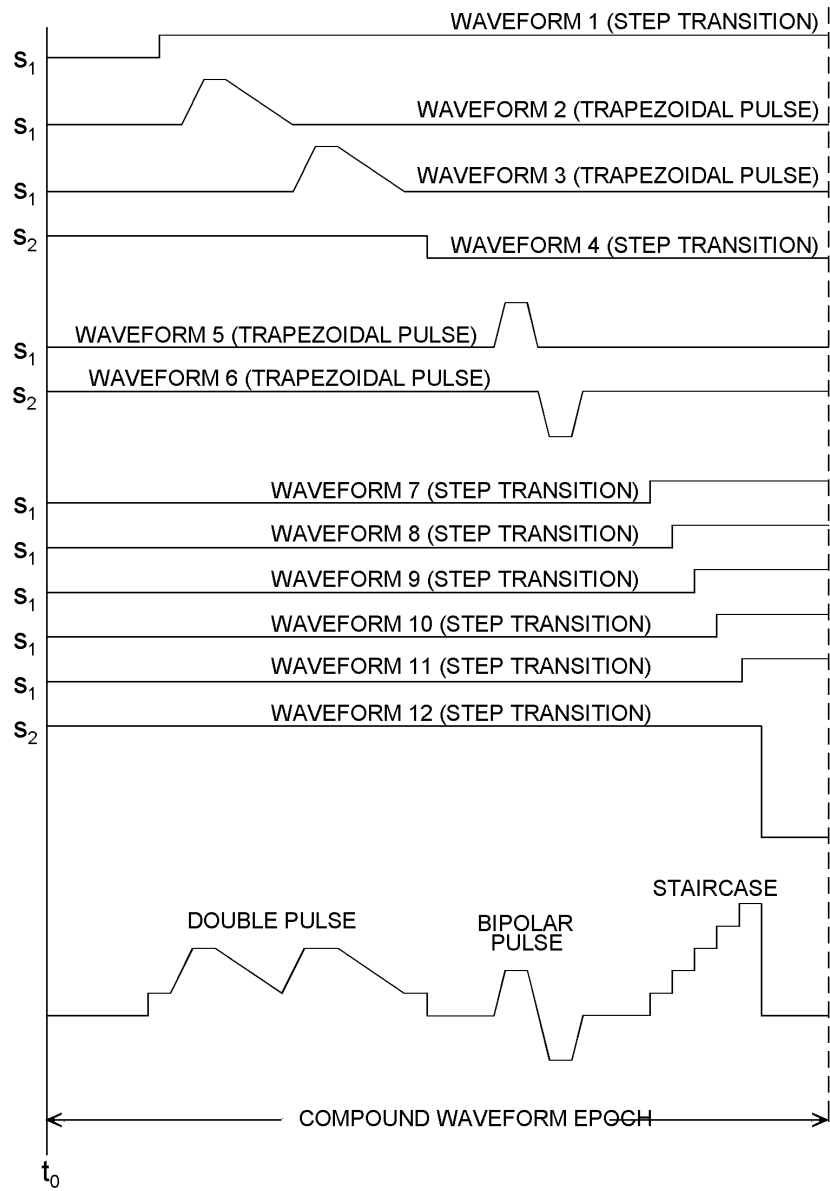 WAVEFORM 1 (STEP TRANSITION)
S₁
WAVEFORM 2 (TRAPEZOIDAL PULSE)
S₁
WAVEFORM 3 (TRAPEZOIDAL PULSE)
S₁
S₂
WAVEFORM 4 (STEP TRANSITION)
WAVEFORM 5 (TRAPEZOIDAL PULSE)
S₁
WAVEFORM 6 (TRAPEZOIDAL PULSE)
S₂
WAVEFORM 7 (STEP TRANSITION)
S₁
WAVEFORM 8 (STEP TRANSITION)
S₁
WAVEFORM 9 (STEP TRANSITION)
S₁
WAVEFORM 10 (STEP TRANSITION)
S₁
WAVEFORM 11 (STEP TRANSITION)
S₁
WAVEFORM 12 (STEP TRANSITION)
S₂
STAIRCASE
DOUBLE PULSE
BIPOLAR
PULSE
COMPOUND WAVEFORM EPOCH
t₀